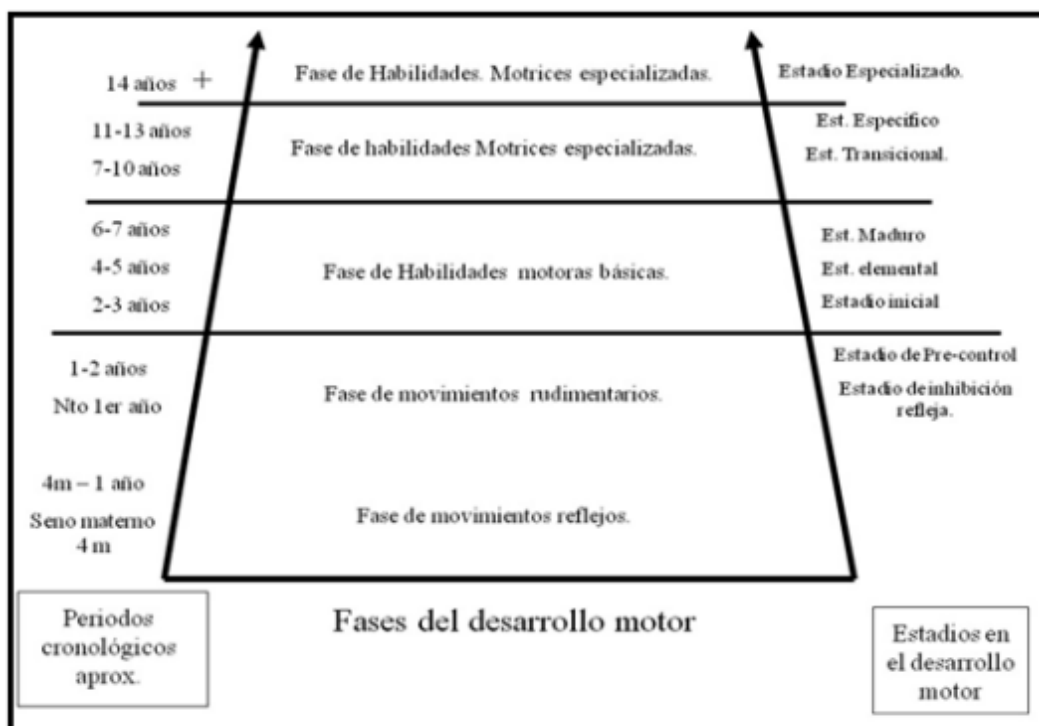 14 años +
Fase de Habilidades. Motrices especializadas.
Estadio Especializado.
11-13 años
7-10 años
Fase de habilidades Motrices especializadas.
Est. Especifico
Est. Transicional.
6-7 años
4-5 años
2-3 años
Fase de Habilidades motoras básicas.
Est. Maduro
Est. elemental
Estadio inicial
1-2 años
Nto 1er año
Fase de movimientos rudimentarios.
Estadio de Pre-control
Estadio de inhibición
refleja.
4m – 1 año
Seno materno
4 m
Fase de movimientos reflejos.
Periodos
cronológicos
aprox.
Fases del desarrollo motor
Estadios en
el desarrollo
motor